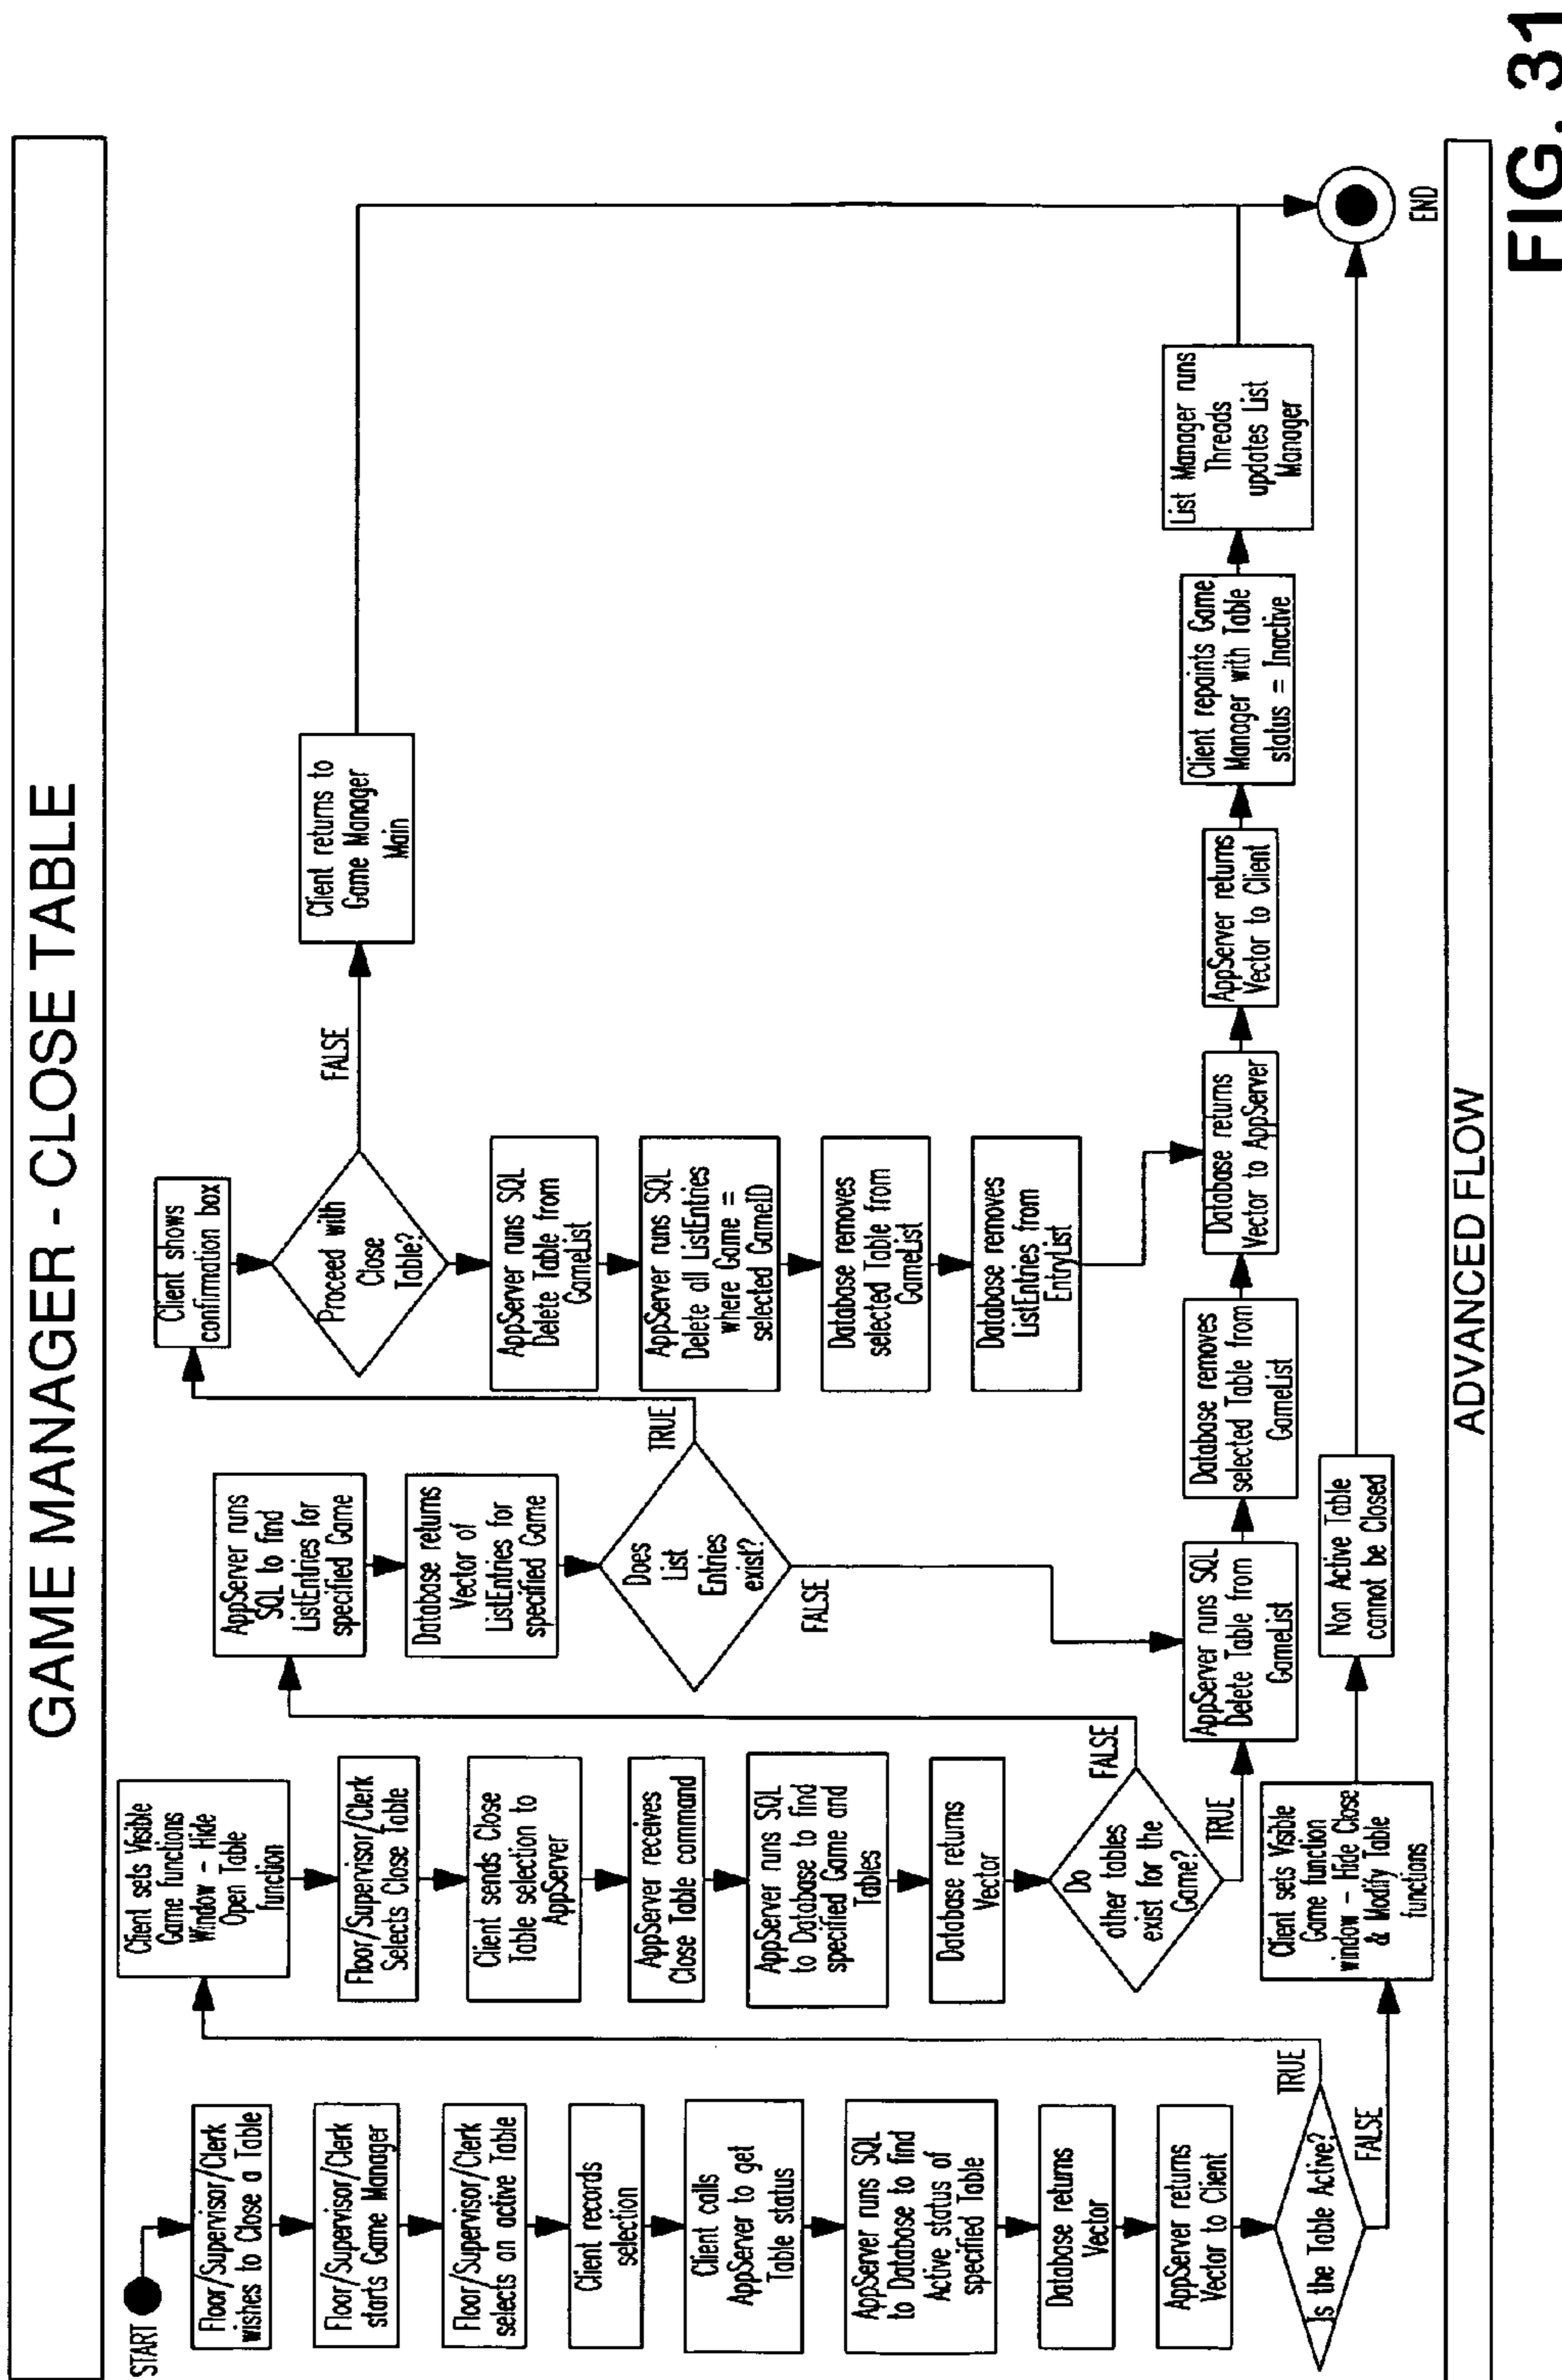 GAME MANAGER - CLOSE TABLE
START
Floor/Supervisor/Clerk
wishes to Close a Table
Floor/Supervisor/Clerk
starts Game Manager
Floor/Supervisor/Clerk
selects an active Table
Client records
selection
Client calls
AppServer to get
Table status
AppServer runs SQL
to Database to find
Active status of
specified Table
Database returns
Vector
AppServer returns
Vector to Client
Is the Table Active?
TRUE
FALSE
Client sets Visible
Game functions
Window - Hide
Open Table
function
Floor/Supervisor/Clerk
Selects Close Table
Client sends Close
Table selection to
AppServer
AppServer receives
Close Table command
AppServer runs SQL
to Database to find
specified Game and
Tables
Database returns
Vector
Do
other tables
exist for the
Game?
FALSE
TRUE
Client sets Visible
Game function
window - Hide Close
& Modify Table
functions
AppServer runs
SQL to find
ListEntries for
specified Game
Database returns
Vector of
ListEntries for
specified Game
Does
List
Entries
exist?
TRUE
FALSE
AppServer runs SQL
Delete Table from
GameList
Database removes
selected Table from
GameList
Non Active Table
cannot be Closed
Client shows
confirmation box
Proceed with
Close
Table?
FALSE
AppServer runs SQL
Delete Table from
GameList
AppServer runs SQL
Delete all ListEntries
where Game =
selected GameID
Database removes
selected Table from
GameList
Database removes
ListEntries from
EntryList
Database returns
Vector to AppServer
AppServer returns
Vector to Client
Client returns to
Game Manager
Main
Client repaints Game
Manager with Table
status = Inactive
List Manager runs
Threads
updates List
Manager
END
ADVANCED FLOW
FIG. 31